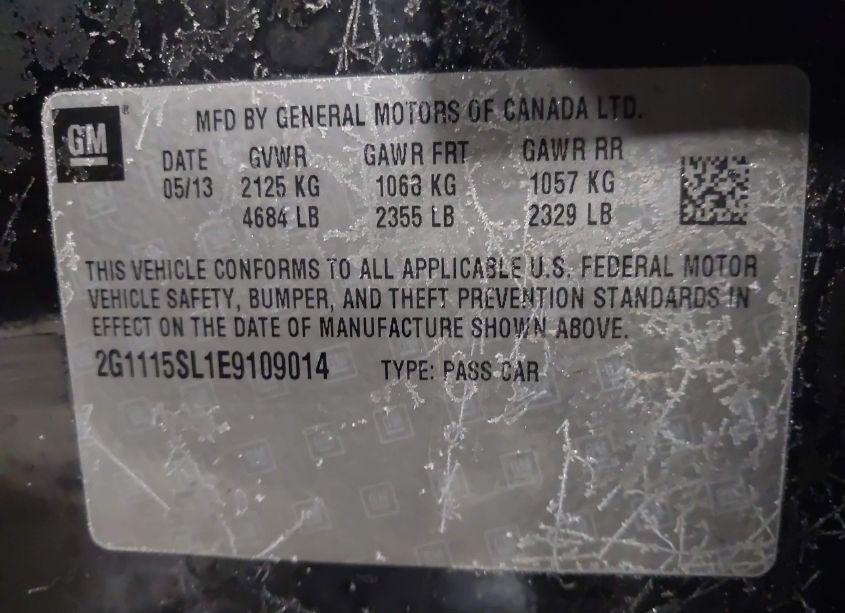 GM
MFD BY GENERAL MOTORS OF CANADA LTD.
DATE GVWR GAWR FRT GAWR RR
05/13 2125 KG 1068 KG 1057 KG
4684 LB 2355 LB 2329 LB
THIS VEHICLE CONFORMS TO ALL APPLICABLE U.S. FEDERAL MOTOR
VEHICLE SAFETY, BUMPER, AND THEFT PREVENTION STANDARDS IN
EFFECT ON THE DATE OF MANUFACTURE SHOWN ABOVE.
2G1115SL1E9109014 TYPE: PASS CAR